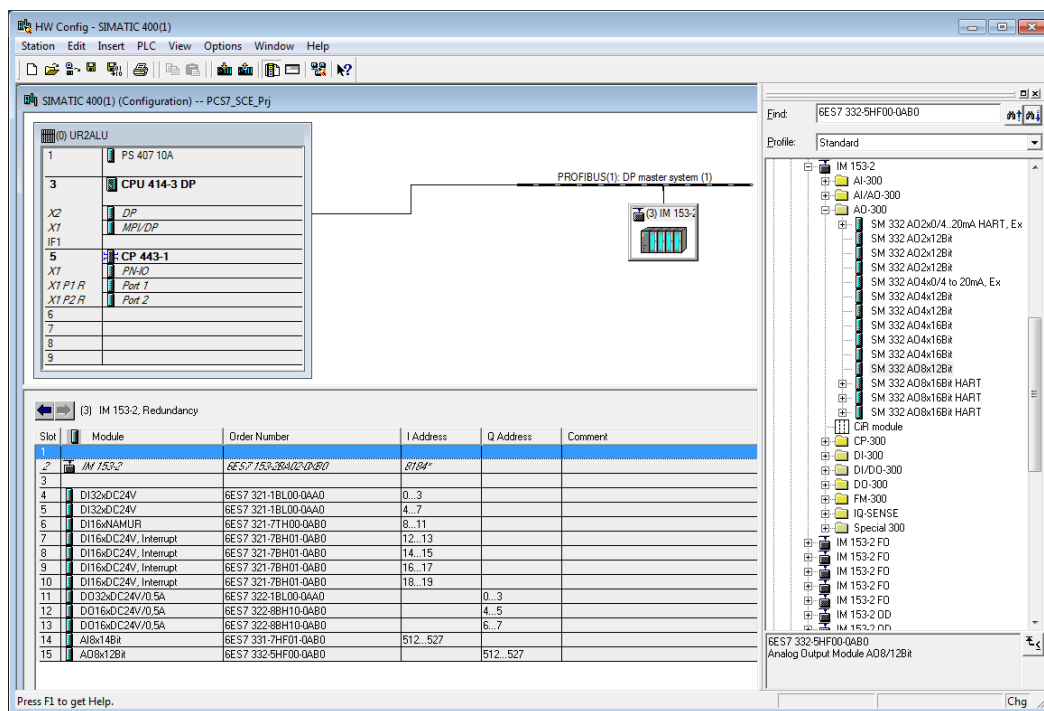 HW Config - SIMATIC 400(1)
Station Edit Insert PLC View Options Window Help
SIMATIC 400(1) (Configuration) -- PCS7_SCE_Prj
(0) UR2ALU
1 PS 407 10A
3 CPU 414-3 DP
X2 DP
X1 MPI/DP
IF1
5 CP 443-1
X1 PN-IO
X1 P1 R Port 1
X1 P2 R Port 2
6
7
8
9
PROFIBUS(1): DP master system (1)
(3) IM 153-2
(3) IM 153-2, Redundancy
Slot Module Order Number I Address Q Address Comment
1
2 IM 153-2 6ES7 153-2BA02-0XB0 8184*
3
4 DI32xDC24V 6ES7 321-1BL00-0AA0 0...3
5 DI32xDC24V 6ES7 321-1BL00-0AA0 4...7
6 DI16xNAMUR 6ES7 321-7TH00-0AB0 8...11
7 DI16xDC24V, Interrupt 6ES7 321-7BH01-0AB0 12...13
8 DI16xDC24V, Interrupt 6ES7 321-7BH01-0AB0 14...15
9 DI16xDC24V, Interrupt 6ES7 321-7BH01-0AB0 16...17
10 DI16xDC24V, Interrupt 6ES7 321-7BH01-0AB0 18...19
11 DO32xDC24V/0.5A 6ES7 322-1BL00-0AA0 0...3
12 DO16xDC24V/0,5A 6ES7 322-8BH10-0AB0 4...5
13 DO16xDC24V/0,5A 6ES7 322-8BH10-0AB0 6...7
14 AI8x14Bit 6ES7 331-7HF01-0AB0 512...527
15 AO8x12Bit 6ES7 332-5HF00-0AB0 512...527
Find: 6ES7 332-5HF00-0AB0
Profile: Standard
IM 153-2
AI-300
AI/AO-300
AO-300
SM 332 AO2x0/4..20mA HART, Ex
SM 332 AO2x12Bit
SM 332 AO2x12Bit
SM 332 AO2x12Bit
SM 332 AO4x0/4 to 20mA, Ex
SM 332 AO4x12Bit
SM 332 AO4x12Bit
SM 332 AO4x16Bit
SM 332 AO4x16Bit
SM 332 AO4x16Bit
SM 332 AO8x12Bit
SM 332 AO8x16Bit HART
SM 332 AO8x16Bit HART
SM 332 AO8x16Bit HART
CiR module
CP-300
DI-300
DI/DO-300
DO-300
FM-300
IQ-SENSE
Special 300
IM 153-2 FO
IM 153-2 FO
IM 153-2 FO
IM 153-2 FO
IM 153-2 FO
IM 153-2 OD
IM 153-2 OD
6ES7 332-5HF00-0AB0
Analog Output Module AO8/12Bit
Press F1 to get Help.
Chg